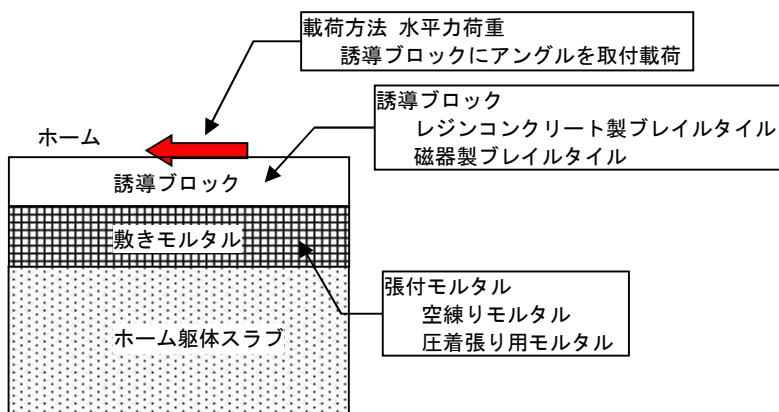 載荷方法 水平力荷重
誘導ブロックにアングルを取付載荷
誘導ブロック
レジンコンクリート製ブレイルタイル
磁器製ブレイルタイル
ホーム
誘導ブロック
敷きモルタル
張付モルタル
空練りモルタル
圧着張り用モルタル
ホーム躯体スラブ